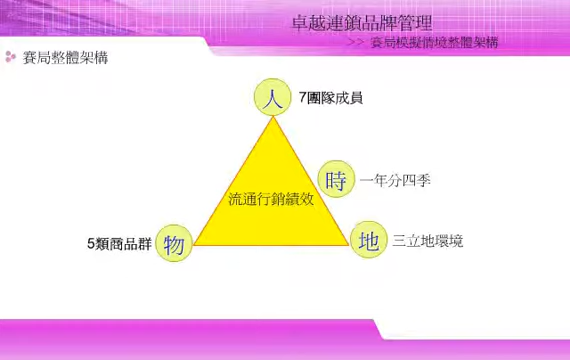 卓越連鎖品牌管理
>> 賽局模擬情境整體架構
賽局整體架構
人 7團隊成員
時 一年分四季
流通行銷績效
5類商品群 物
地 三立地環境